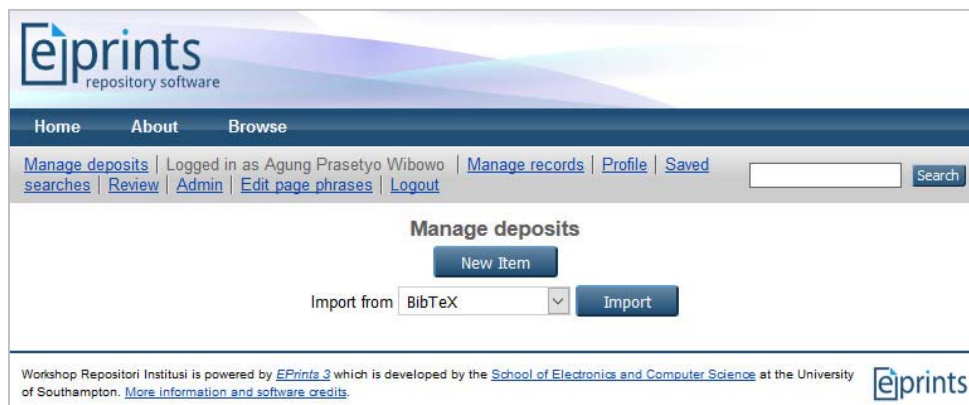 eprints
repository software
Home About Browse
Manage deposits | Logged in as Agung Prasetyo Wibowo | Manage records | Profile | Saved
searches | Review | Admin | Edit page phrases | Logout
Search
Manage deposits
New Item
Import from BibTeX Import
Workshop Repositori Institusi is powered by EPrints 3 which is developed by the School of Electronics and Computer Science at the University
of Southampton. More information and software credits.
eprints